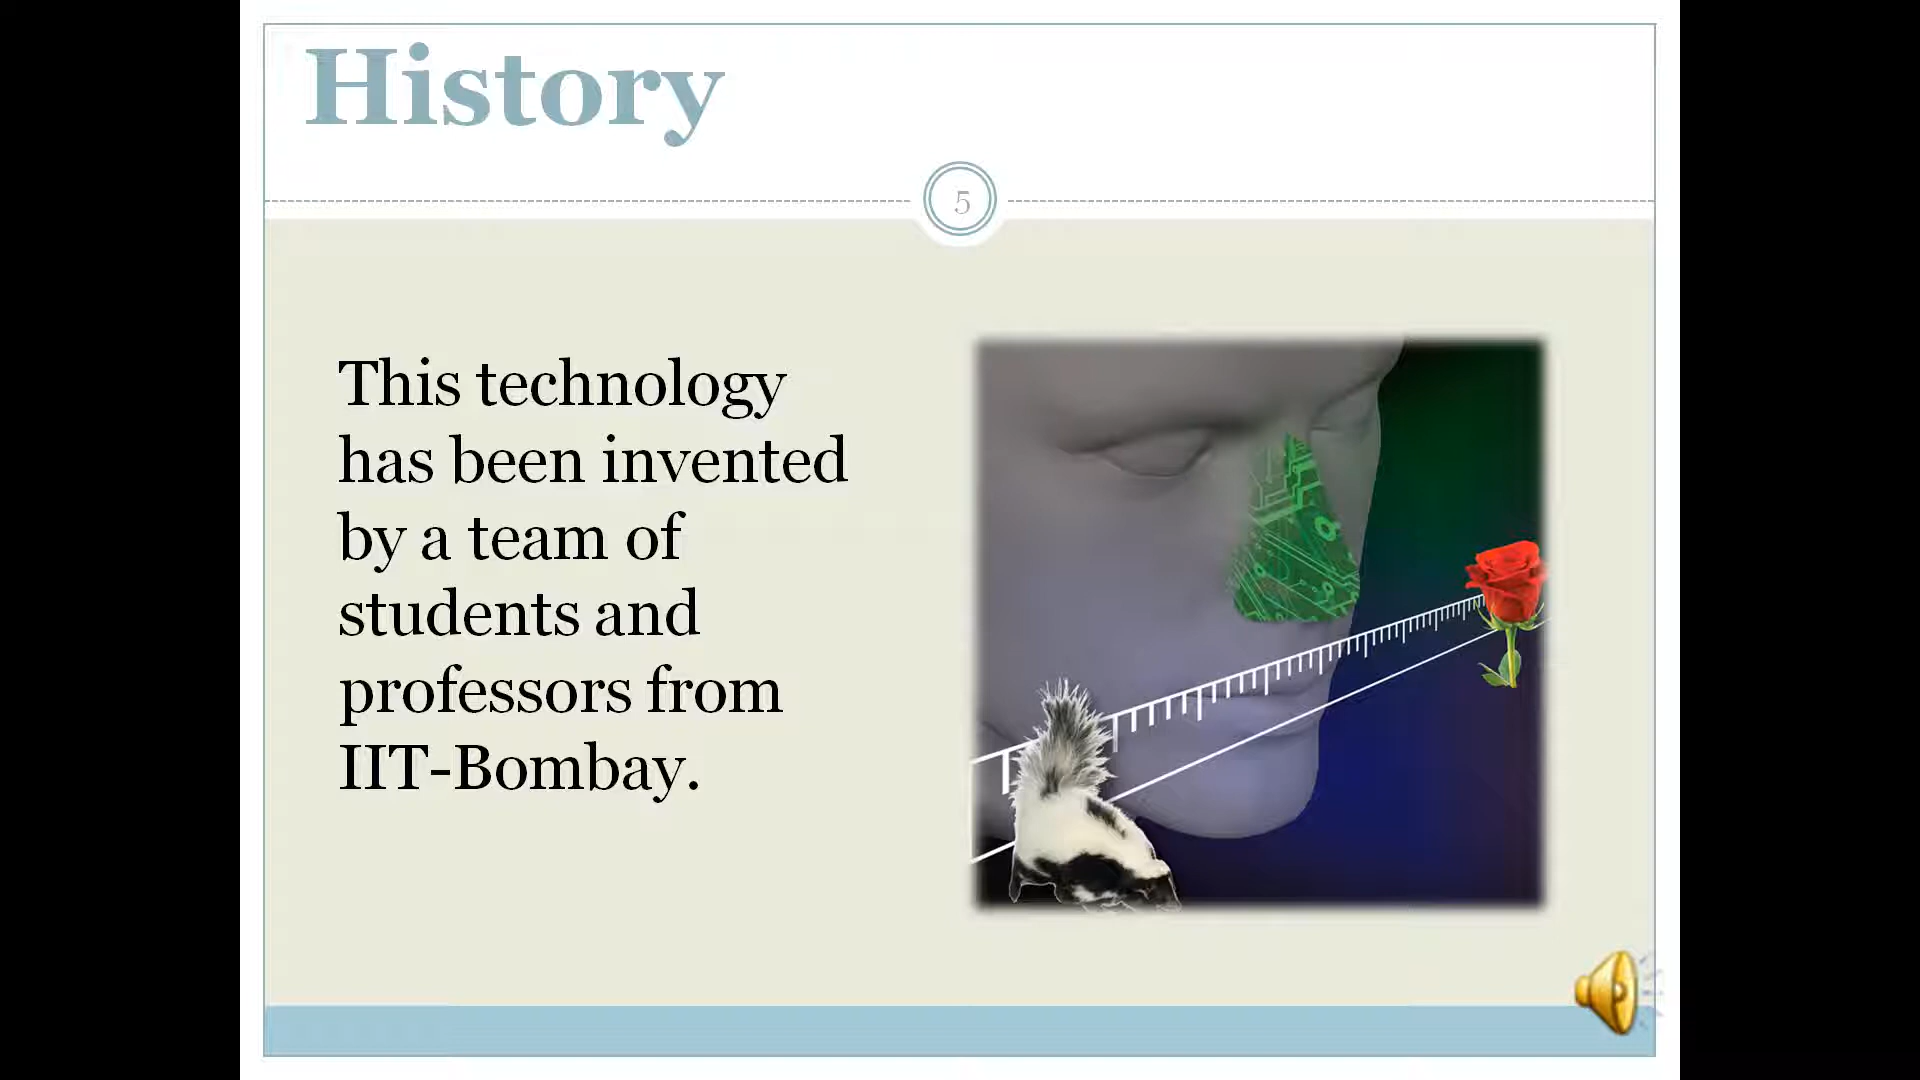 History
5
This technology
has been invented
by a team of
students and
professors from
IIT-Bombay.